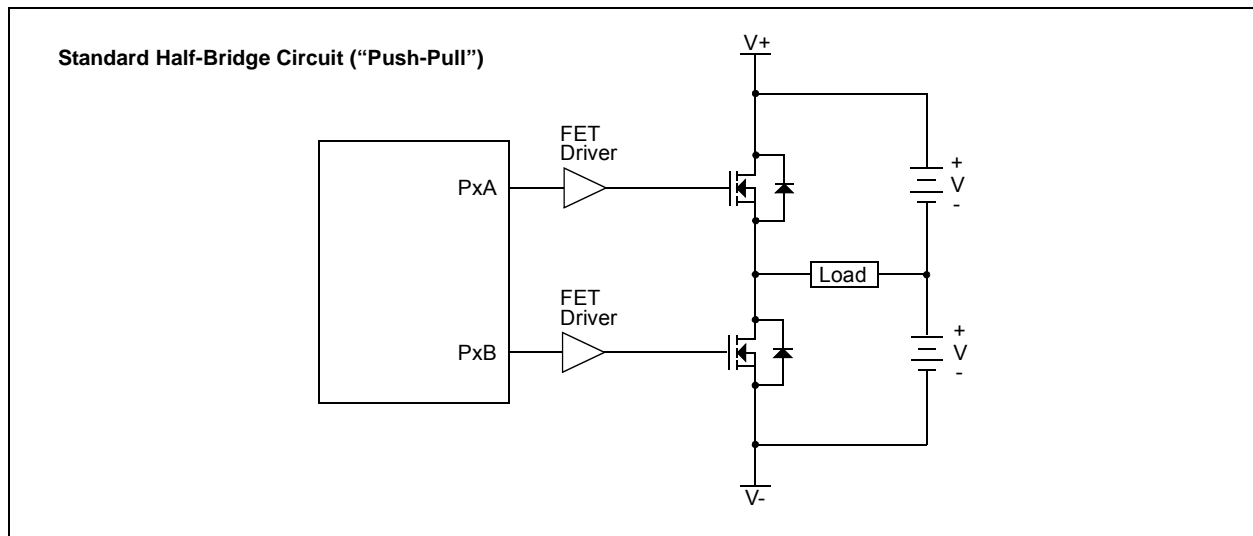 Standard Half-Bridge Circuit (“Push-Pull”)
V+
FET
Driver
PxA
+
V
-
Load
FET
Driver
PxB
+
V
-
V-